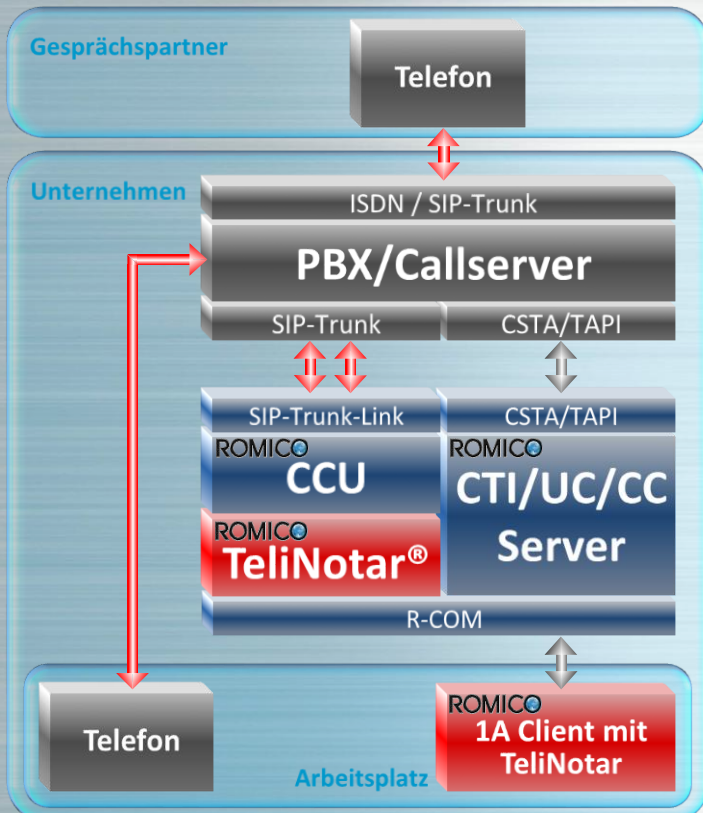 Gesprächspartner
Telefon
Unternehmen
ISDN / SIP-Trunk
PBX/Callserver
SIP-Trunk
CSTA/TAPI
SIP-Trunk-Link
CSTA/TAPI
ROMICO
CCU
ROMICO
CTI/UC/CC
Server
ROMICO
TeliNotar®
R-COM
Telefon
ROMICO
1A Client mit
TeliNotar
Arbeitsplatz